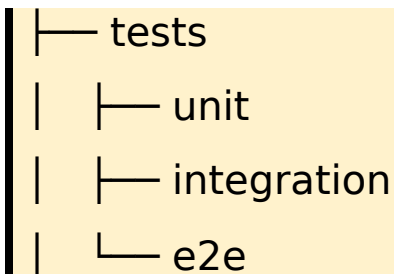 ├── tests
│   ├── unit
│   ├── integration
│   └── e2e